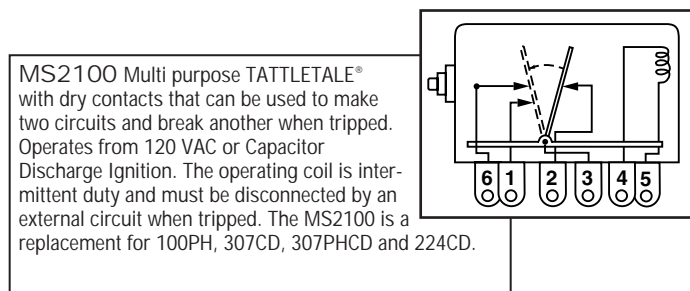 MS2100 Multi purpose TATTLETALE®
with dry contacts that can be used to make
two circuits and break another when tripped.
Operates from 120 VAC or Capacitor
Discharge Ignition. The operating coil is inter-
mittent duty and must be disconnected by an
external circuit when tripped. The MS2100 is a
replacement for 100PH, 307CD, 307PHCD and 224CD.
6 1 2 3 4 5